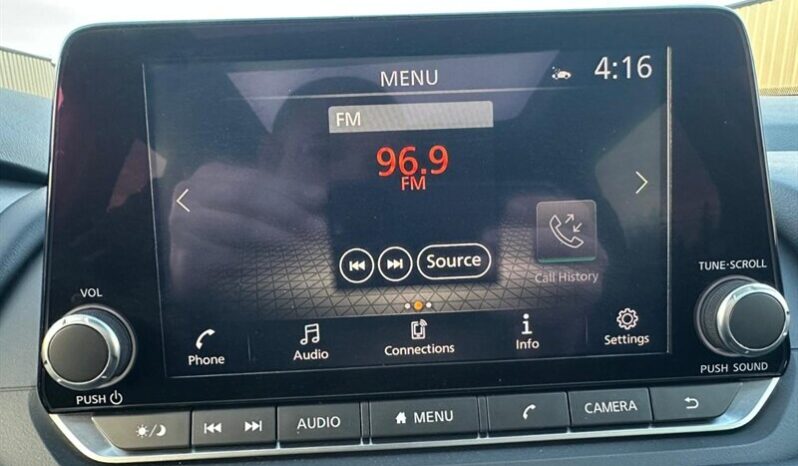 MENU 4:16
FM
96.9
FM
Source
Call History
Phone Audio Connections Info Settings
VOL
PUSH
TUNE·SCROLL
PUSH SOUND
AUDIO MENU CAMERA